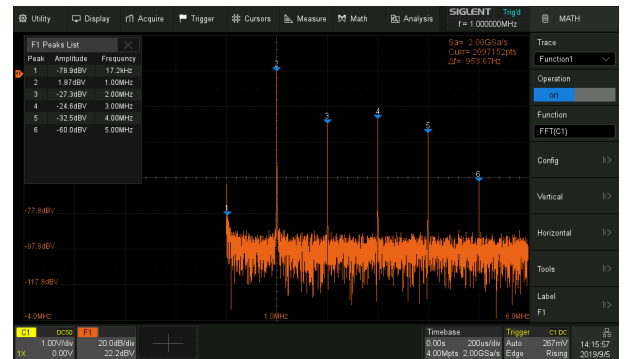 Utility Display Acquire Trigger Cursors Measure Math Analysis SIGLENT Trig'd
f = 1.000000MHz
MATH
F1 Peaks List
Peak Amplitude Frequency
1 -78.9dBV 17.2kHz
2 1.87dBV 1.00MHz
3 -27.3dBV 2.00MHz
4 -24.6dBV 3.00MHz
5 -32.5dBV 4.00MHz
6 -60.0dBV 5.00MHz
Sa= 2.00GSa/s
Curr= 2097152pts
Δf= 953.67Hz
1
2
3
4
5
6
-77.8dBV
-97.8dBV
-117.8dBV
-4.0MHz 1.0MHz 6.0MHz
Trace
Function1
Operation
on
Function
FFT(C1)
Config
Vertical
Horizontal
Tools
Label
F1
C1 DC50
1.00V/div
1X 0.00V
F1
20.0dB/div
22.2dBV
Timebase
0.00s 200us/div
4.00Mpts 2.00GSa/s
Trigger C1 DC
Auto 267mV
Edge Rising
14:15:57
2019/9/5